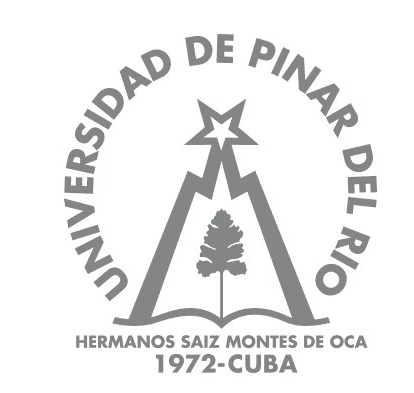 UNIVERSIDAD DE PINAR DEL RIO
HERMANOS SAIZ MONTES DE OCA
1972-CUBA